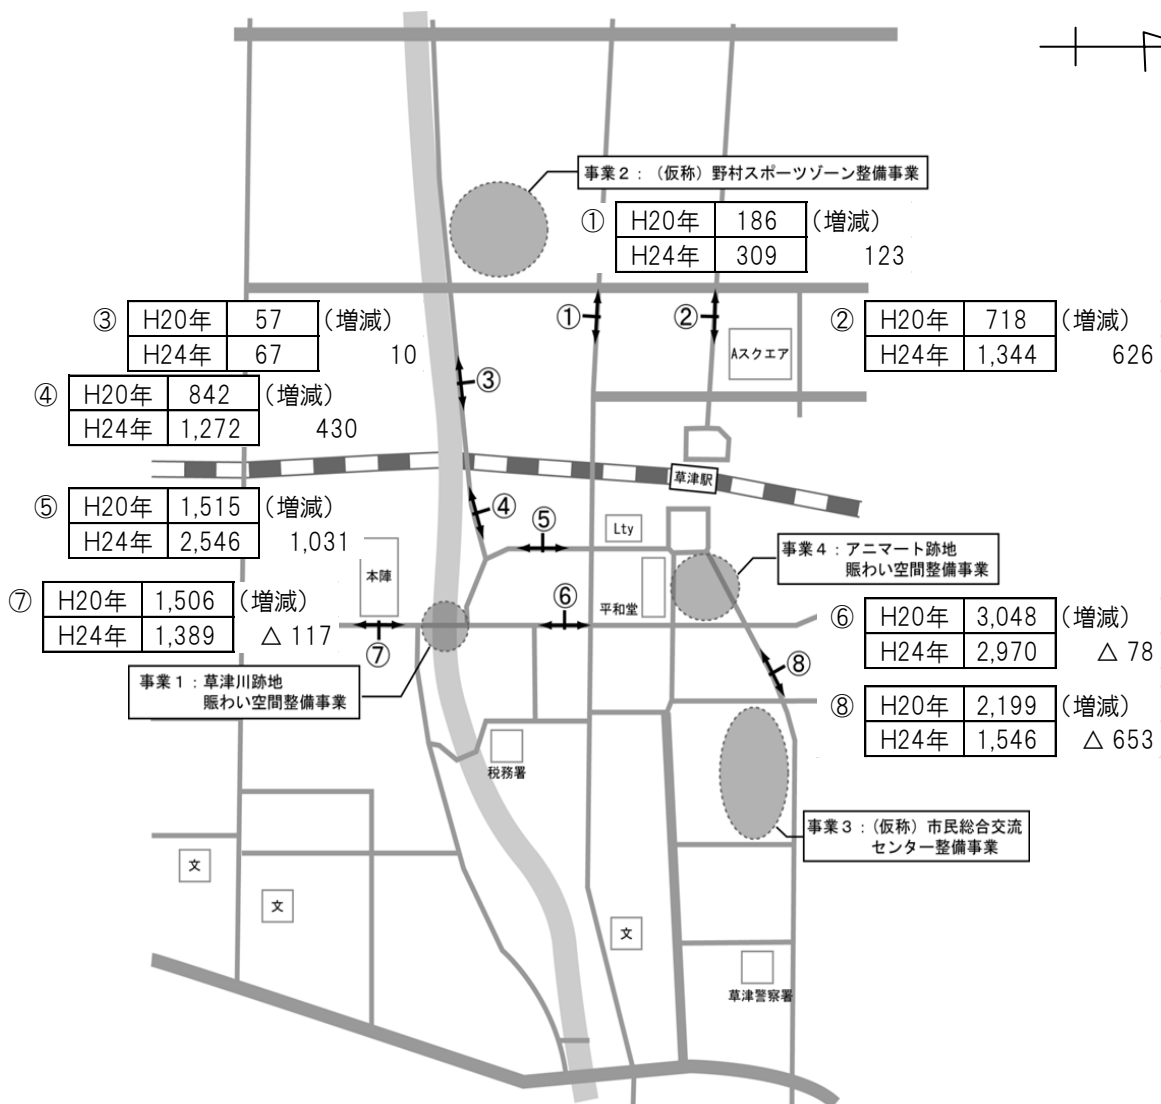 事業２：（仮称）野村スポーツゾーン整備事業
① H20年 186 （増減）
H24年 309 123
③ H20年 57 （増減）
H24年 67 10
① ②
② H20年 718 （増減）
H24年 1,344 626
Aスクエア
③
④ H20年 842 （増減）
H24年 1,272 430
草津駅
⑤ H20年 1,515 （増減）
H24年 2,546 1,031
④
⑤
Lty
事業４：アニマート跡地
賑わい空間整備事業
本陣
平和堂
⑥
⑦ H20年 1,506 （増減）
H24年 1,389 △ 117
⑦
⑥ H20年 3,048 （増減）
H24年 2,970 △ 78
⑧
事業１：草津川跡地
賑わい空間整備事業
⑧ H20年 2,199 （増減）
H24年 1,546 △ 653
税務署
事業３：（仮称）市民総合交流
センター整備事業
文
文
文
草津警察署